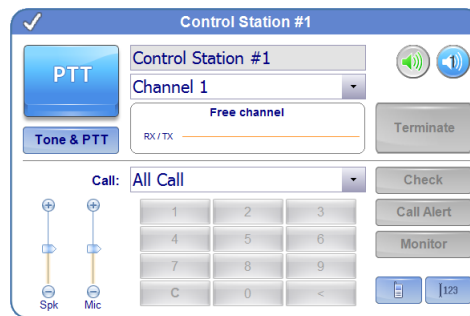 Control Station #1
PTT
Control Station #1
1
Channel 1
Free channel
RX / TX
Terminate
Tone & PTT
Call: All Call
Check
1 2 3
Call Alert
4 5 6
Monitor
7 8 9
C 0 <
123
Spk Mic